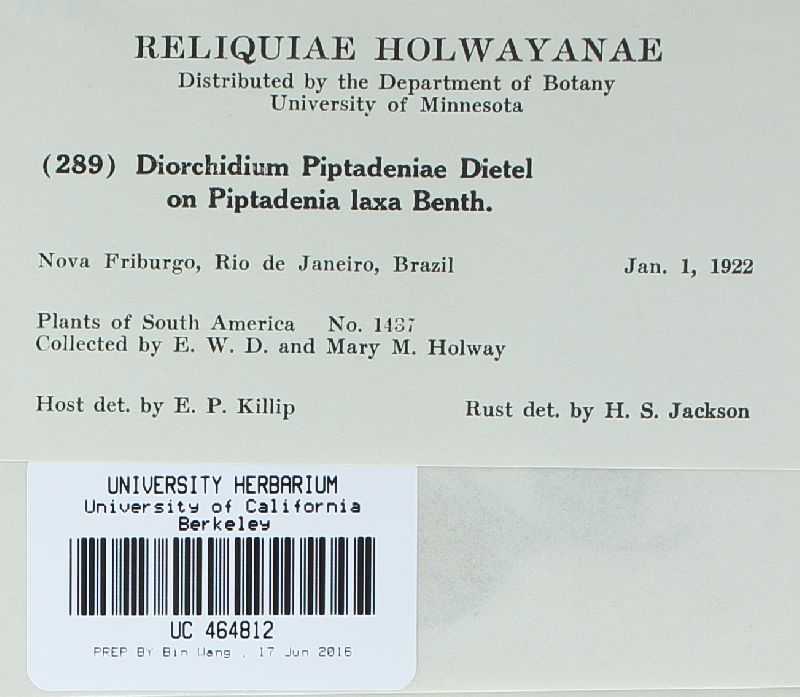 RELIQUIAE HOLWAYANAE
Distributed by the Department of Botany
University of Minnesota
(289) Diorchidium Piptadeniae Dietel
on Piptadenia laxa Benth.
Nova Friburgo, Rio de Janeiro, Brazil Jan. 1, 1922
Plants of South America No. 1437
Collected by E. W. D. and Mary M. Holway
Host det. by E. P. Killip Rust det. by H. S. Jackson
UNIVERSITY HERBARIUM
University of California
Berkeley
UC 464812
PREP BY Bin Wang . 17 Jun 2016